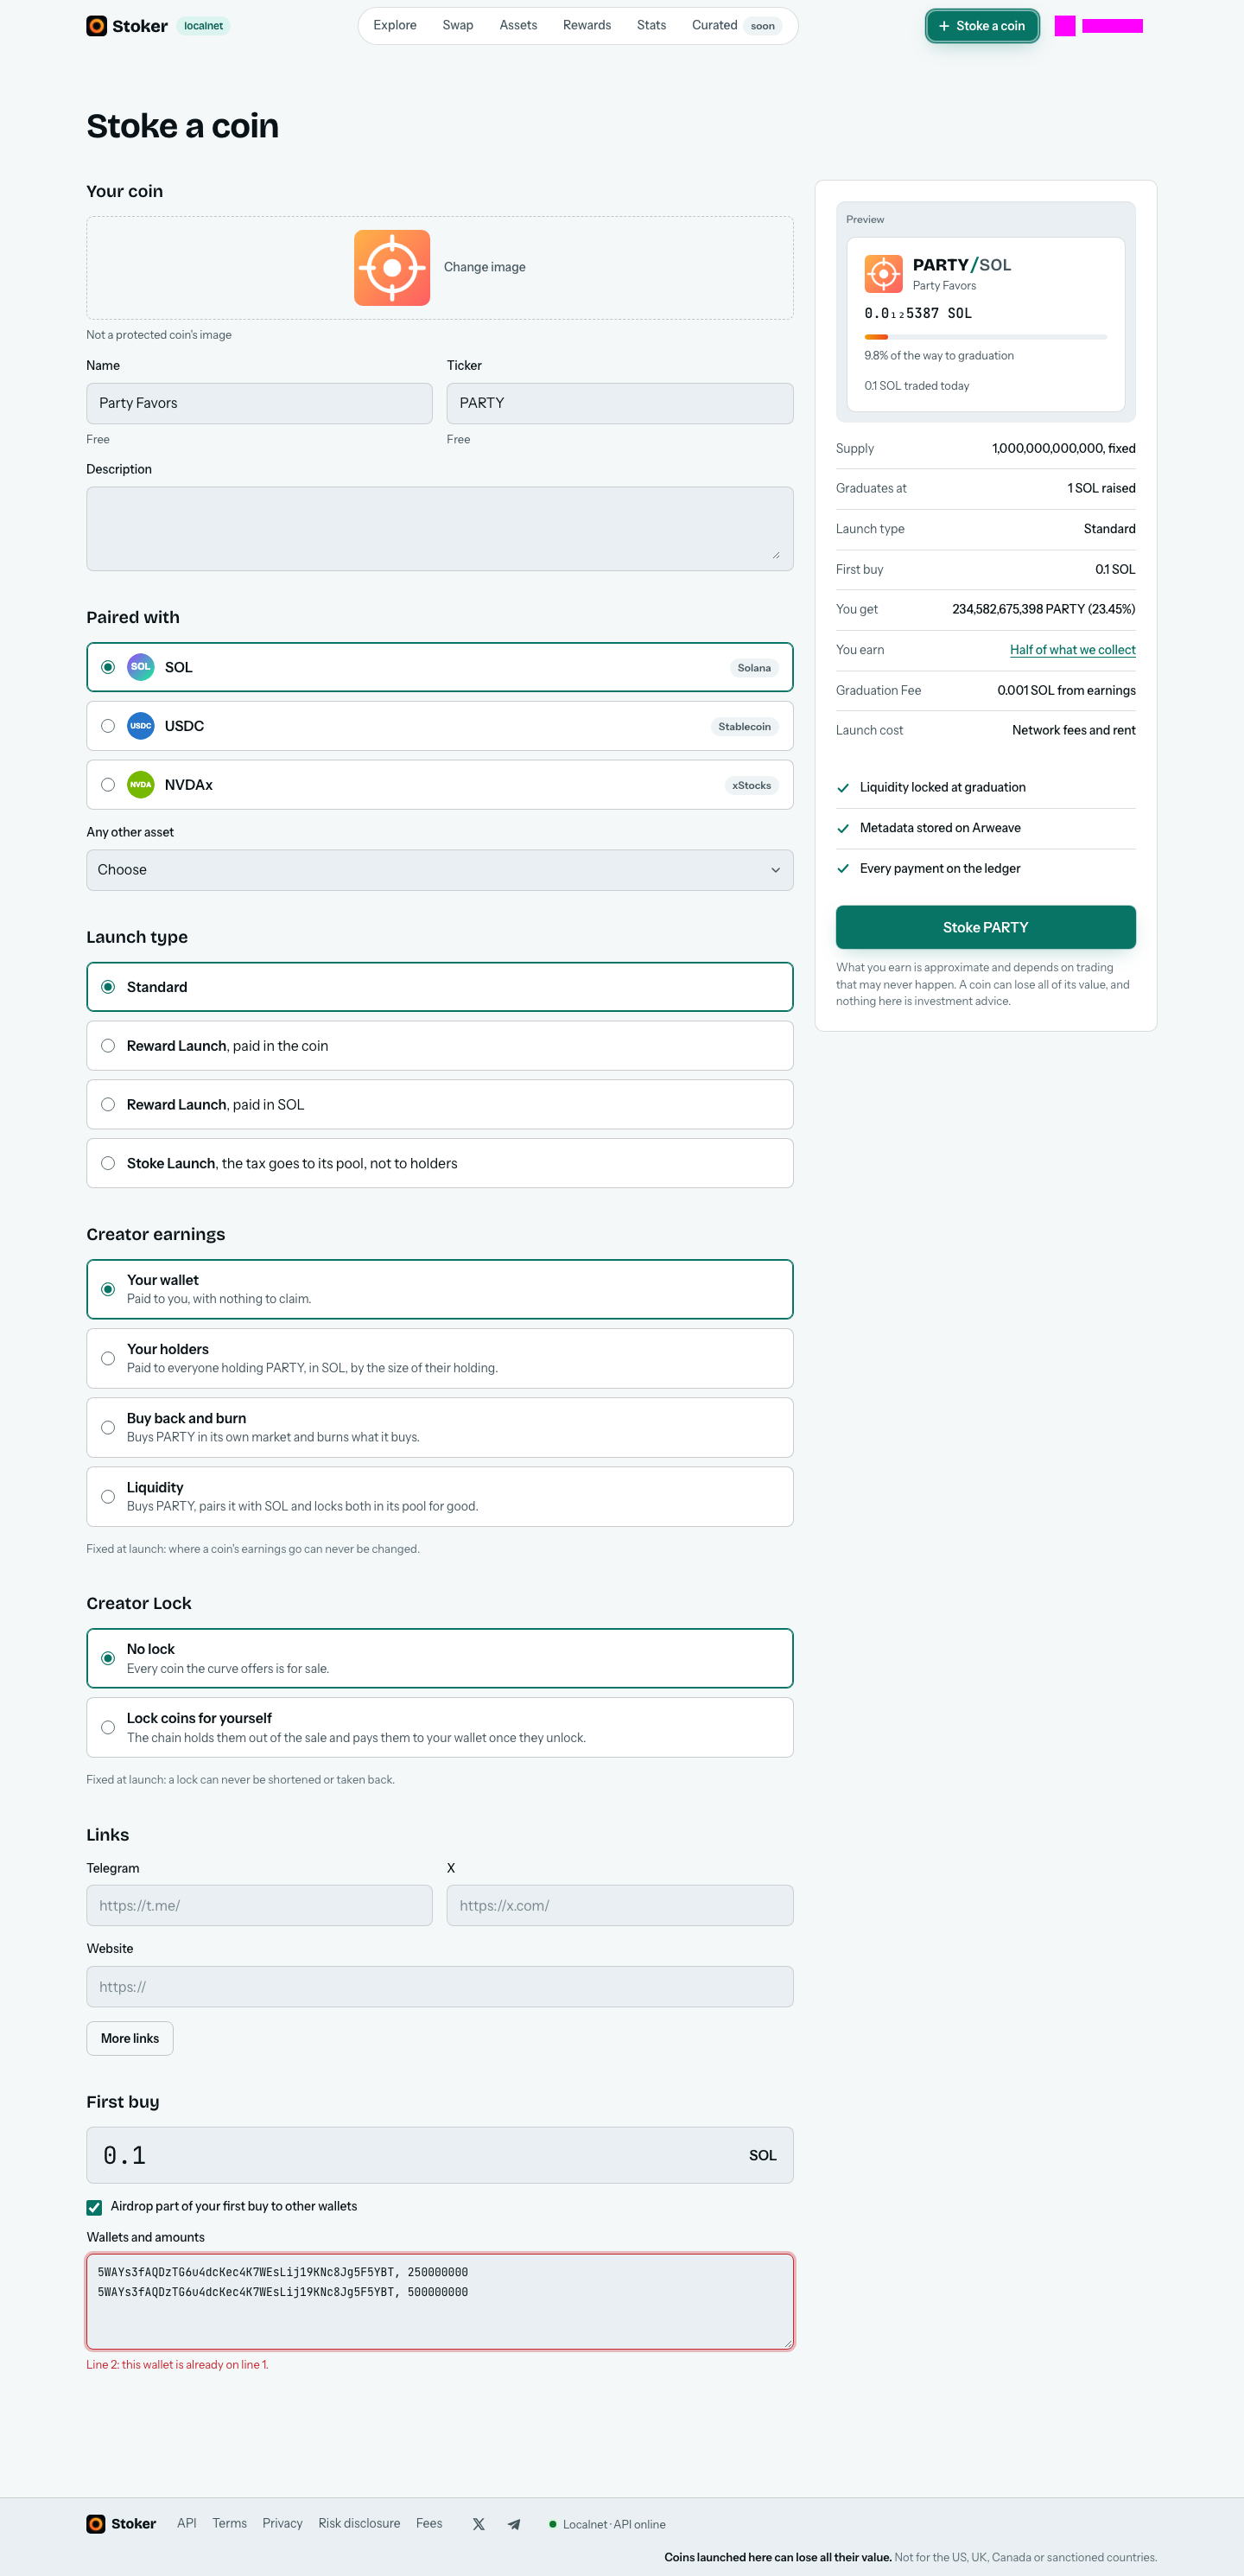 Stoker localnet
Explore Swap Assets Rewards Stats Curated soon
+ Stoke a coin
Stoke a coin
Your coin
Change image
Not a protected coin's image
Name
Ticker
Party Favors
PARTY
Free
Free
Description
Paired with
SOL SOL Solana
USDC USDC Stablecoin
NVDA NVDAx xStocks
Any other asset
Choose
Launch type
Standard
Reward Launch, paid in the coin
Reward Launch, paid in SOL
Stoke Launch, the tax goes to its pool, not to holders
Creator earnings
Your wallet
Paid to you, with nothing to claim.
Your holders
Paid to everyone holding PARTY, in SOL, by the size of their holding.
Buy back and burn
Buys PARTY in its own market and burns what it buys.
Liquidity
Buys PARTY, pairs it with SOL and locks both in its pool for good.
Fixed at launch: where a coin's earnings go can never be changed.
Creator Lock
No lock
Every coin the curve offers is for sale.
Lock coins for yourself
The chain holds them out of the sale and pays them to your wallet once they unlock.
Fixed at launch: a lock can never be shortened or taken back.
Links
Telegram
X
https://t.me/
https://x.com/
Website
https://
More links
First buy
0.1 SOL
Airdrop part of your first buy to other wallets
Wallets and amounts
5WAYs3fAQDzTG6u4dcKec4K7WEsLij19KNc8Jg5F5YBT, 250000000
5WAYs3fAQDzTG6u4dcKec4K7WEsLij19KNc8Jg5F5YBT, 500000000
Line 2: this wallet is already on line 1.
Preview
PARTY/SOL
Party Favors
0.0₁₂5387 SOL
9.8% of the way to graduation
0.1 SOL traded today
Supply 1,000,000,000,000, fixed
Graduates at 1 SOL raised
Launch type Standard
First buy 0.1 SOL
You get 234,582,675,398 PARTY (23.45%)
You earn Half of what we collect
Graduation Fee 0.001 SOL from earnings
Launch cost Network fees and rent
Liquidity locked at graduation
Metadata stored on Arweave
Every payment on the ledger
Stoke PARTY
What you earn is approximate and depends on trading
that may never happen. A coin can lose all of its value, and
nothing here is investment advice.
Stoker API Terms Privacy Risk disclosure Fees Localnet · API online
Coins launched here can lose all their value. Not for the US, UK, Canada or sanctioned countries.